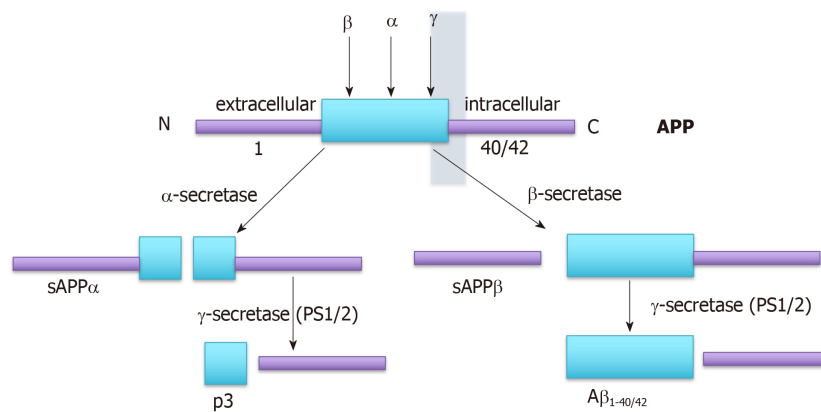 β α γ
extracellular intracellular
N C APP
1 40/42
α-secretase β-secretase
sAPPα sAPPβ
γ-secretase (PS1/2) γ-secretase (PS1/2)
p3 Aβ1-40/42